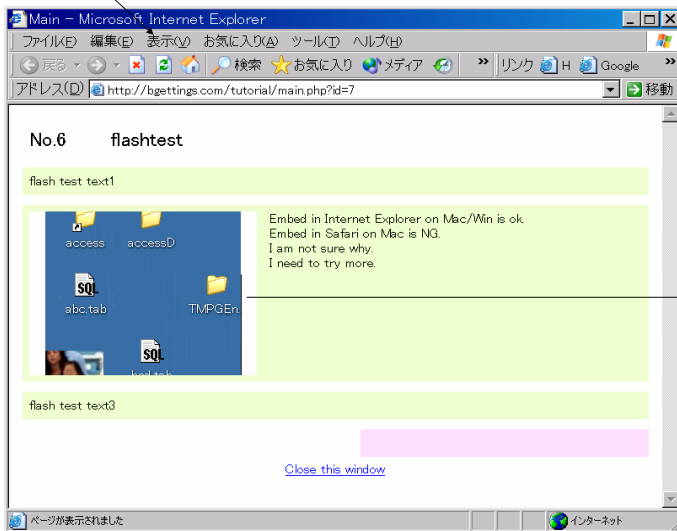 Main - Microsoft Internet Explorer
ファイル(F) 編集(E) 表示(V) お気に入り(A) ツール(T) ヘルプ(H)
戻る 検索 お気に入り メディア » リンク H Google »
アドレス(D) http://bgettings.com/tutorial/main.php?id=7 移動
No.6 flashtest
flash test text1
access accessD
Embed in Internet Explorer on Mac/Win is ok.
Embed in Safari on Mac is NG.
I am not sure why.
I need to try more.
SQL
abc.tab TMPGEn.
SQL
flash test text3
Close this window
ページが表示されました インターネット